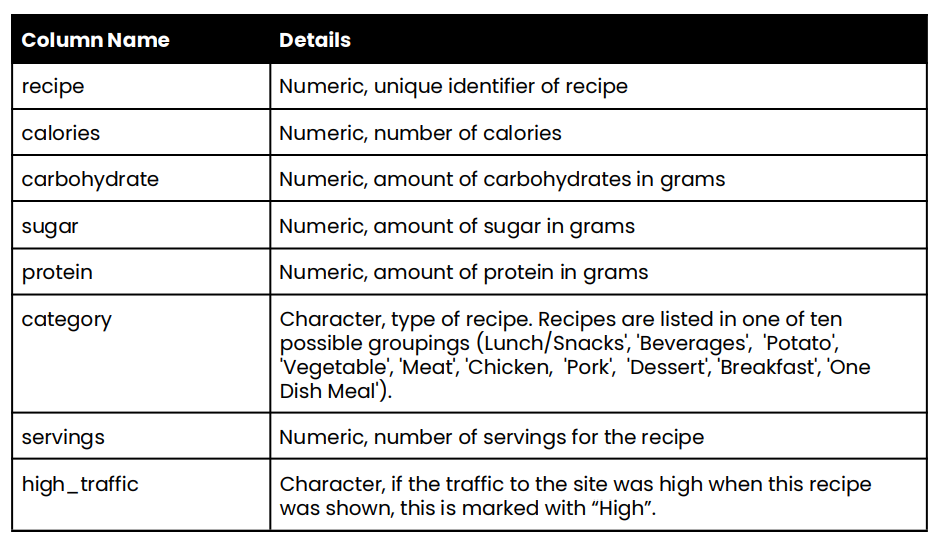 Column Name Details
recipe Numeric, unique identifier of recipe
calories Numeric, number of calories
carbohydrate Numeric, amount of carbohydrates in grams
sugar Numeric, amount of sugar in grams
protein Numeric, amount of protein in grams
category Character, type of recipe. Recipes are listed in one of ten
possible groupings (Lunch/Snacks', 'Beverages', 'Potato',
'Vegetable', 'Meat', 'Chicken, 'Pork', 'Dessert', 'Breakfast', 'One
Dish Meal').
servings Numeric, number of servings for the recipe
high_traffic Character, if the traffic to the site was high when this recipe
was shown, this is marked with “High”.